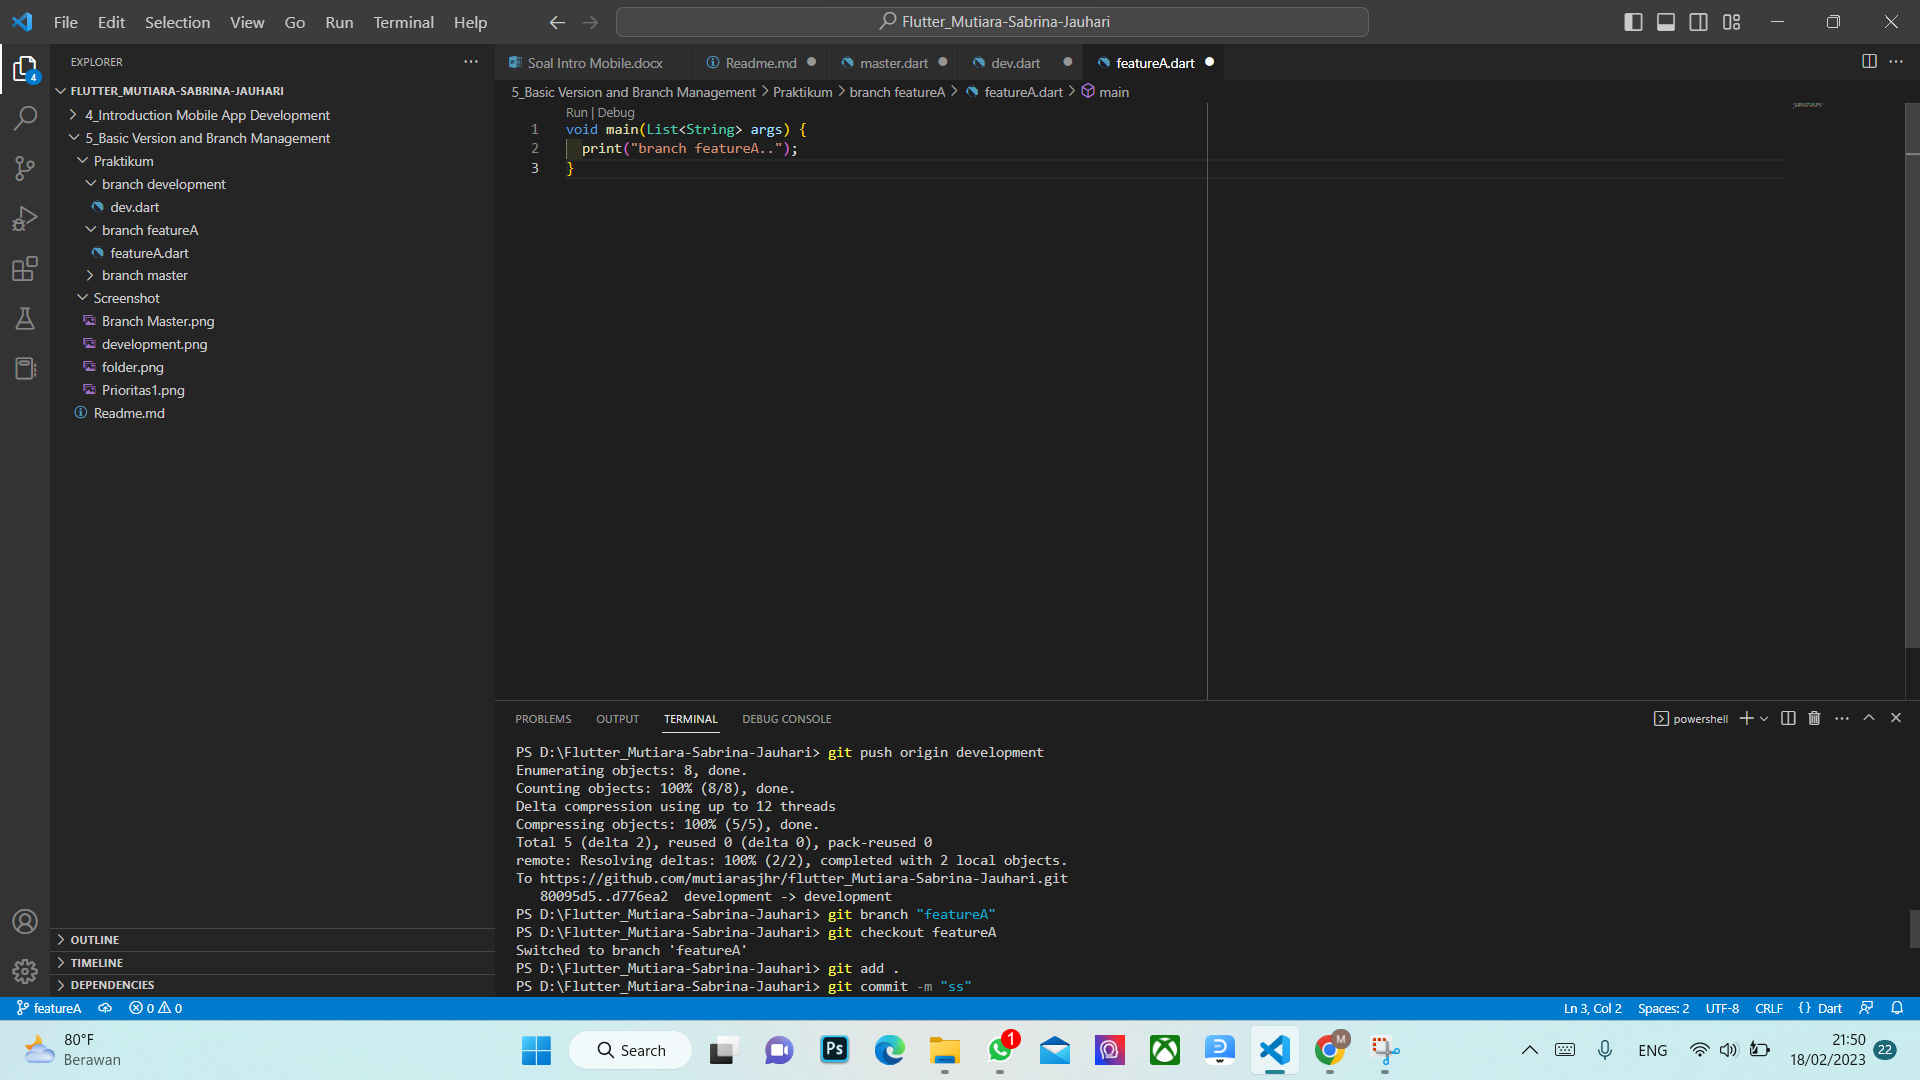 File Edit Selection View Go Run Terminal Help
Flutter_Mutiara-Sabrina-Jauhari
EXPLORER
4
FLUTTER_MUTIARA-SABRINA-JAUHARI
4_Introduction Mobile App Development
5_Basic Version and Branch Management
Praktikum
branch development
dev.dart
branch featureA
featureA.dart
branch master
Screenshot
Branch Master.png
development.png
folder.png
Prioritas1.png
Readme.md
OUTLINE
TIMELINE
DEPENDENCIES
Soal Intro Mobile.docx Readme.md master.dart dev.dart featureA.dart
5_Basic Version and Branch Management > Praktikum > branch featureA > featureA.dart > main
Run | Debug
1 void main(List<String> args) {
2 print("branch featureA..");
3 }
PROBLEMS OUTPUT TERMINAL DEBUG CONSOLE
powershell
PS D:\Flutter_Mutiara-Sabrina-Jauhari> git push origin development
Enumerating objects: 8, done.
Counting objects: 100% (8/8), done.
Delta compression using up to 12 threads
Compressing objects: 100% (5/5), done.
Total 5 (delta 2), reused 0 (delta 0), pack-reused 0
remote: Resolving deltas: 100% (2/2), completed with 2 local objects.
To https://github.com/mutiarasjhr/flutter_Mutiara-Sabrina-Jauhari.git
80095d5..d776ea2 development -> development
PS D:\Flutter_Mutiara-Sabrina-Jauhari> git branch "featureA"
PS D:\Flutter_Mutiara-Sabrina-Jauhari> git checkout featureA
Switched to branch 'featureA'
PS D:\Flutter_Mutiara-Sabrina-Jauhari> git add .
PS D:\Flutter_Mutiara-Sabrina-Jauhari> git commit -m "ss"
featureA 0 0
Ln 3, Col 2 Spaces: 2 UTF-8 CRLF {} Dart
80°F
Berawan
Search
Ps
1
M
ENG
21:50
18/02/2023
22